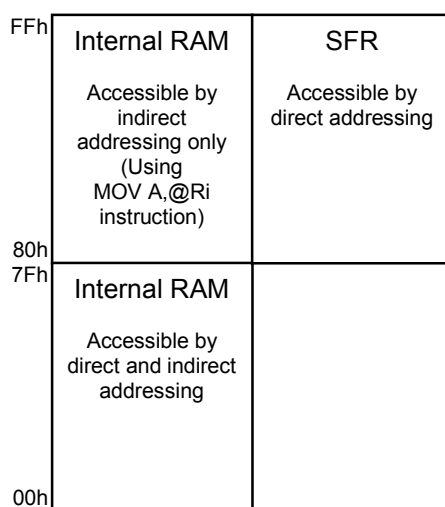 FFh
Internal RAM
Accessible by
indirect
addressing only
(Using
MOV A,@Ri
instruction)
SFR
Accessible by
direct addressing
80h
7Fh
Internal RAM
Accessible by
direct and indirect
addressing
00h